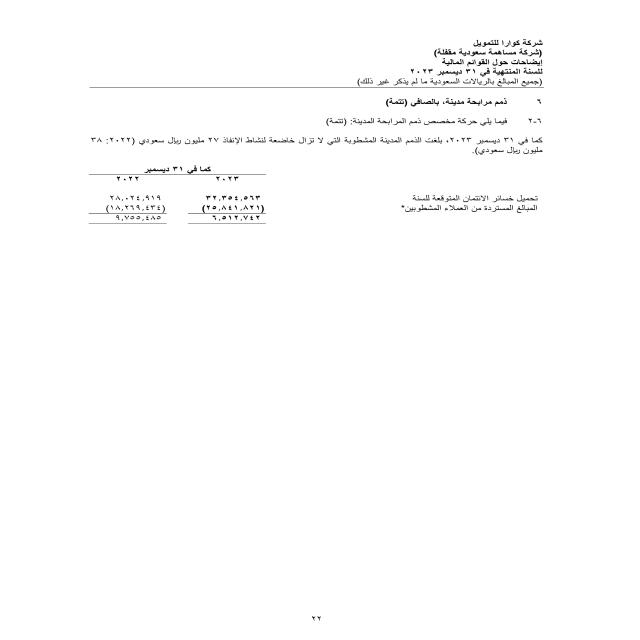 شركة كوارا للتمويل
(شركة مساهمة سعودية مقفلة)
إيضاحات حول القوائم المالية
للسنة المنتهية في ٣١ ديسمبر ٢٠٢٣
(جميع المبالغ بالريالات السعودية ما لم يذكر غير ذلك)
٦ ذمم مرابحة مدينة، بالصافي (تتمة)
٦-٢ فيما يلي حركة مخصص ذمم المرابحة المدينة: (تتمة)
كما في ٣١ ديسمبر ٢٠٢٣، بلغت الذمم المدينة المشطوبة التي لا تزال خاضعة لنشاط الإنفاذ ٢٧ مليون ريال سعودي (٢٠٢٢: ٣٨
مليون ريال سعودي).
كما في ٣١ ديسمبر
٢٠٢٣ ٢٠٢٢
تحميل خسائر الائتمان المتوقعة للسنة ٣٢,٣٥٤,٥٦٣ ٢٨,٠٢٤,٩١٩
المبالغ المستردة من العملاء المشطوبين* (٢٥,٨٤١,٨٢١) (١٨,٢٦٩,٤٣٤)
٦,٥١٢,٧٤٢ ٩,٧٥٥,٤٨٥
٢٢